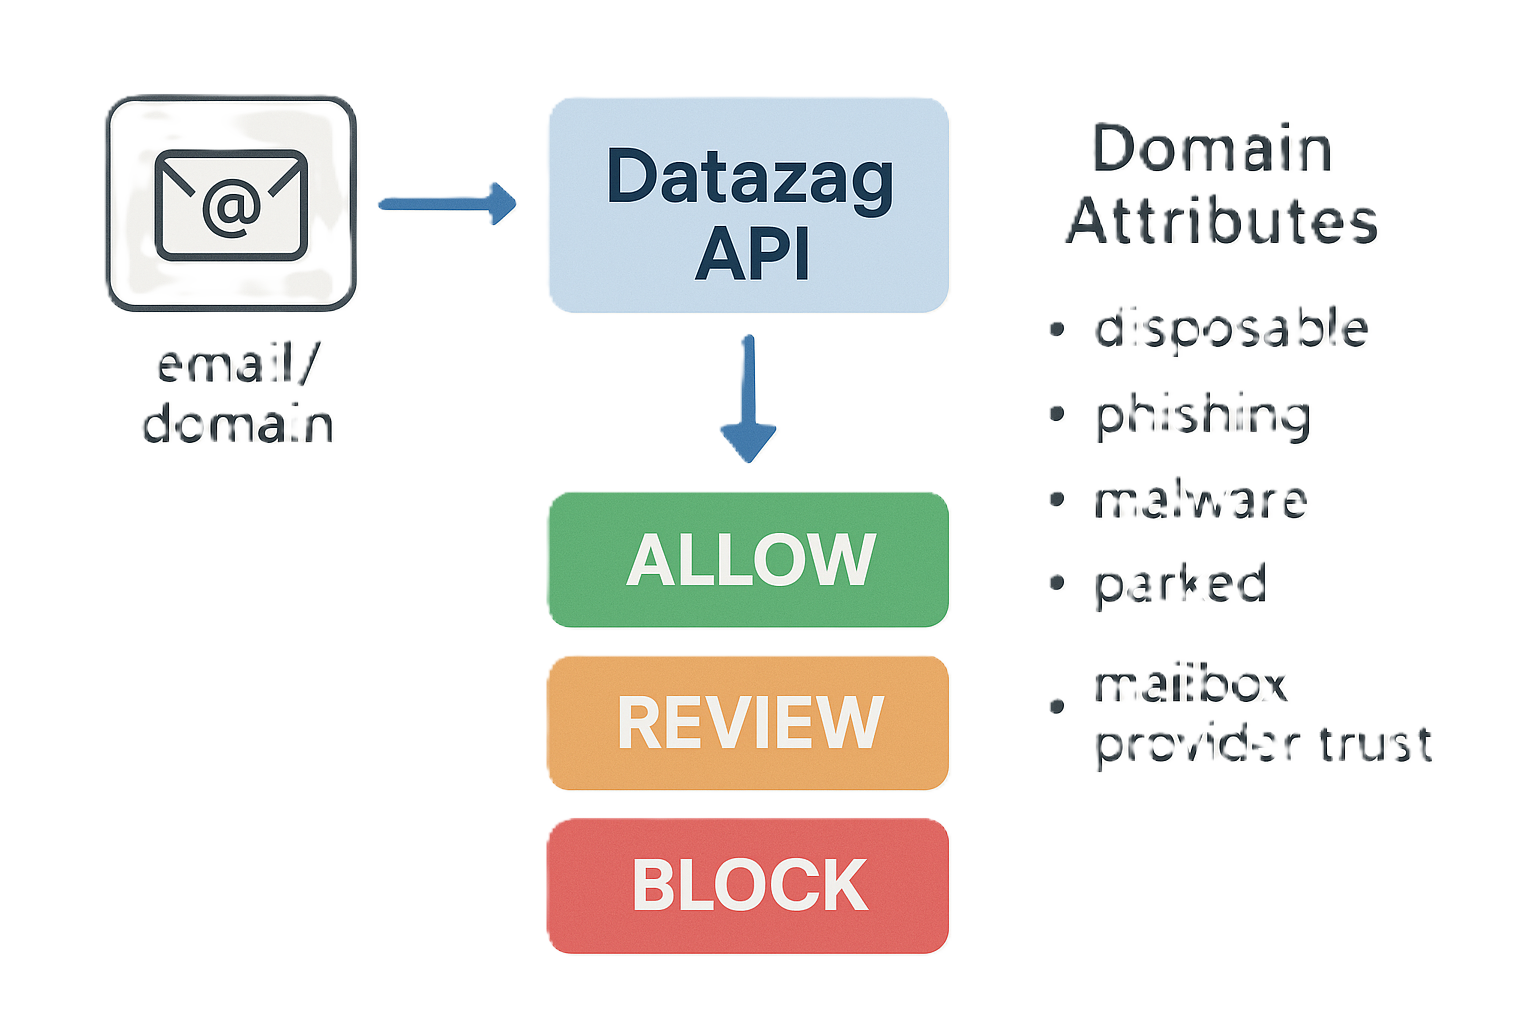 @
email/
domain
Datazag
API
ALLOW
REVIEW
BLOCK
Domain
Attributes
• disposable
• phishing
• malware
• parked
• mailbox
provider trust